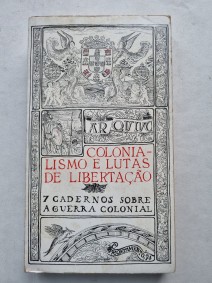 ARQUIVO
COLONIA-
LISMO E LUTAS
DE LIBERTAÇÃO
7 CADERNOS SOBRE
A GUERRA COLONIAL